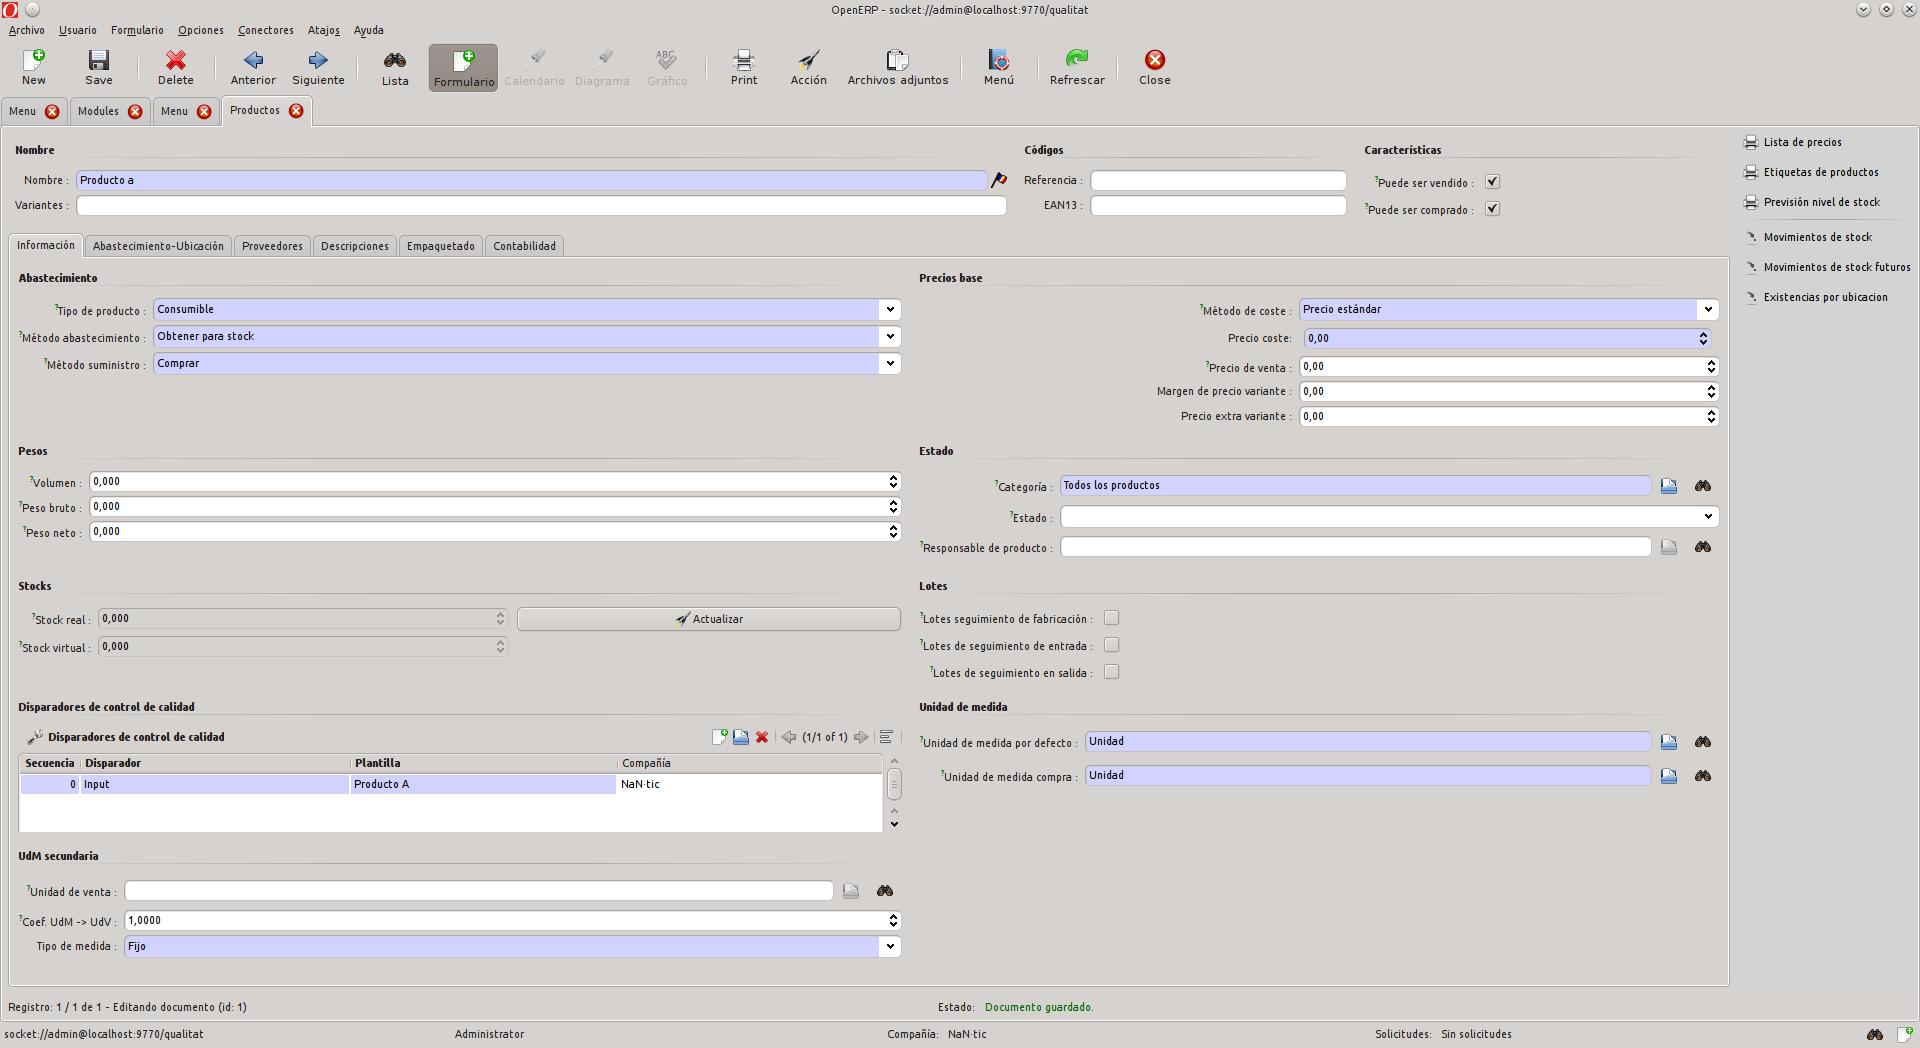 OpenERP - socket://admin@localhost:9770/qualitat
Archivo Usuario Formulario Opciones Conectores Atajos Ayuda
New Save Delete Anterior Siguiente Lista Formulario Calendario Diagrama Gráfico Print Acción Archivos adjuntos Menú Refrescar Close
Menu Modules Menu Productos
Nombre
Nombre : Producto a
Variantes :
Códigos
Referencia :
EAN13 :
Características
?Puede ser vendido :
?Puede ser comprado :
Lista de precios
Etiquetas de productos
Previsión nivel de stock
Movimientos de stock
Movimientos de stock futuros
Existencias por ubicacion
Información Abastecimiento-Ubicación Proveedores Descripciones Empaquetado Contabilidad
Abastecimiento
?Tipo de producto : Consumible
?Método abastecimiento : Obtener para stock
?Método suministro : Comprar
Precios base
?Método de coste : Precio estándar
Precio coste: 0,00
?Precio de venta : 0,00
Margen de precio variante : 0,00
Precio extra variante : 0,00
Pesos
?Volumen : 0,000
?Peso bruto : 0,000
?Peso neto : 0,000
Estado
?Categoría : Todos los productos
?Estado :
?Responsable de producto :
Stocks
?Stock real : 0,000 Actualizar
?Stock virtual : 0,000
Lotes
?Lotes seguimiento de fabricación :
?Lotes de seguimiento de entrada :
?Lotes de seguimiento en salida :
Disparadores de control de calidad
Disparadores de control de calidad (1/1 of 1)
Secuencia Disparador Plantilla Compañía
0 Input Producto A NaN·tic
Unidad de medida
?Unidad de medida por defecto : Unidad
?Unidad de medida compra : Unidad
UdM secundaria
?Unidad de venta :
?Coef. UdM -> UdV : 1,0000
Tipo de medida : Fijo
Registro: 1 / 1 de 1 - Editando documento (id: 1) Estado: Documento guardado.
socket://admin@localhost:9770/qualitat Administrator Compañía: NaN·tic Solicitudes: Sin solicitudes